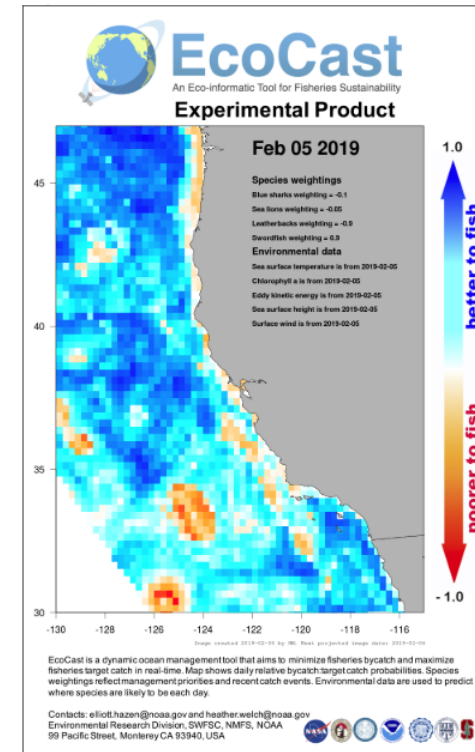 EcoCast
An Eco-informatic Tool for Fisheries Sustainability
Experimental Product
Feb 05 2019
Species weightings
Blue sharks weighting = -0.1
Sea lions weighting = -0.05
Leatherbacks weighting = -0.9
Swordfish weighting = 0.9
Environmental data
Sea surface temperature is from 2019-02-05
Chlorophyll a is from 2019-02-05
Eddy kinetic energy is from 2019-02-05
Sea surface height is from 2019-02-05
Surface wind is from 2019-02-05
1.0
better to fish
poorer to fish
-1.0
45
40
35
30
-130
-128
-126
-124
-122
-120
-118
-116
EcoCast is a dynamic ocean management tool that aims to minimize fisheries bycatch and maximize
fisheries target catch in real-time. Map shows daily relative bycatch:target catch probabilities. Species
weightings reflect management priorities and recent catch events. Environmental data are used to predict
where species are likely to be each day.
Contacts: elliott.hazen@noaa.gov and heather.welch@noaa.gov
Environmental Research Division, SWFSC, NMFS, NOAA
99 Pacific Street, Monterey CA 93940, USA
NASA